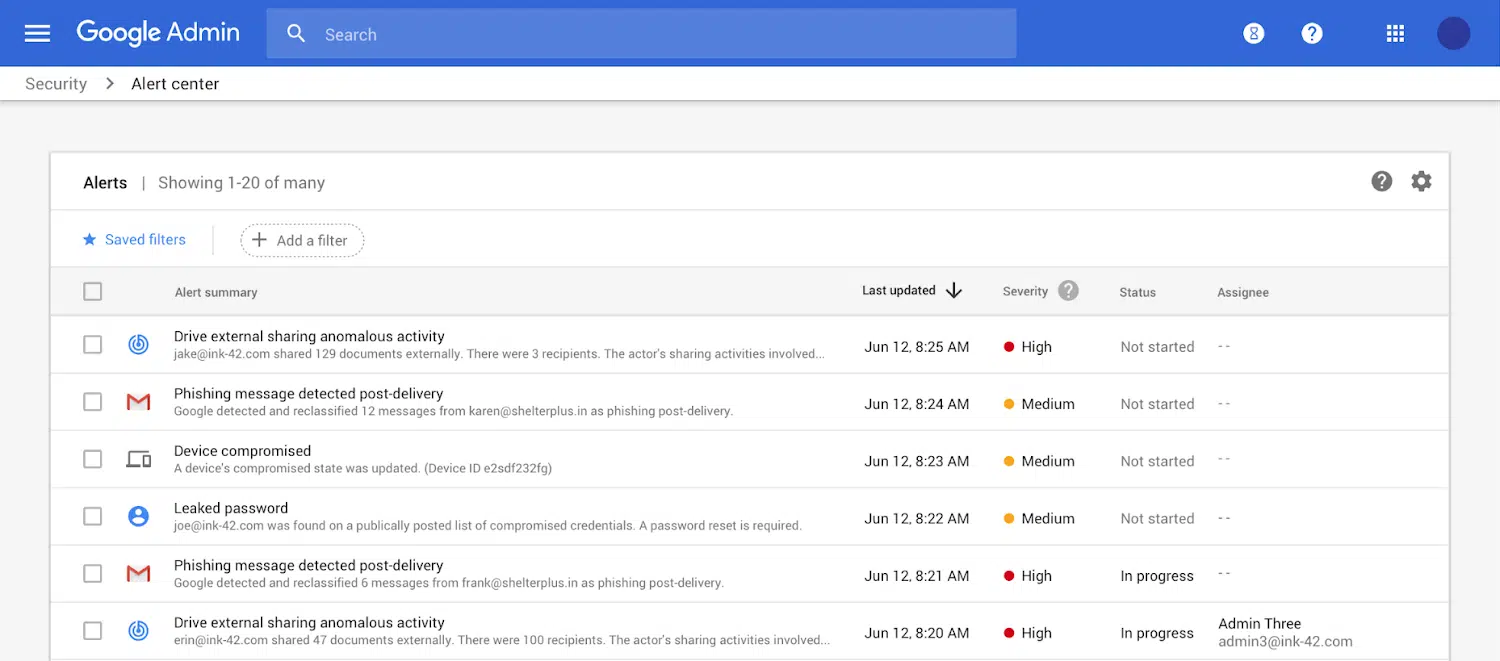 Google Admin
Search
Security > Alert center
Alerts | Showing 1-20 of many
Saved filters
Add a filter
Alert summary Last updated Severity Status Assignee
Drive external sharing anomalous activity
jake@ink-42.com shared 129 documents externally. There were 3 recipients. The actor's sharing activities involved...
Jun 12, 8:25 AM High Not started --
Phishing message detected post-delivery
Google detected and reclassified 12 messages from karen@shelterplus.in as phishing post-delivery.
Jun 12, 8:24 AM Medium Not started --
Device compromised
A device's compromised state was updated. (Device ID e2sdf232fg)
Jun 12, 8:23 AM Medium Not started --
Leaked password
joe@ink-42.com was found on a publically posted list of compromised credentials. A password reset is required.
Jun 12, 8:22 AM Medium Not started --
Phishing message detected post-delivery
Google detected and reclassified 6 messages from frank@shelterplus.in as phishing post-delivery.
Jun 12, 8:21 AM High In progress --
Drive external sharing anomalous activity
erin@ink-42.com shared 47 documents externally. There were 100 recipients. The actor's sharing activities involved...
Jun 12, 8:20 AM High In progress
Admin Three
admin3@ink-42.com